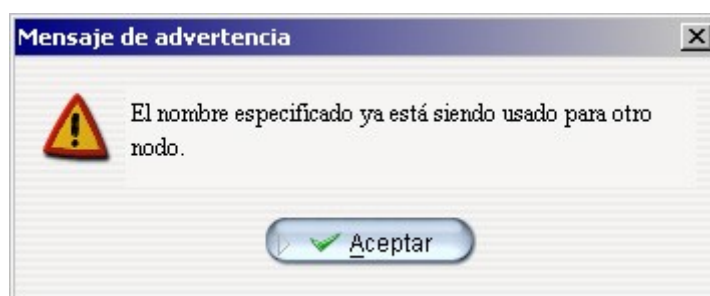 Mensaje de advertencia
El nombre especificado ya está siendo usado para otro
nodo.
Aceptar